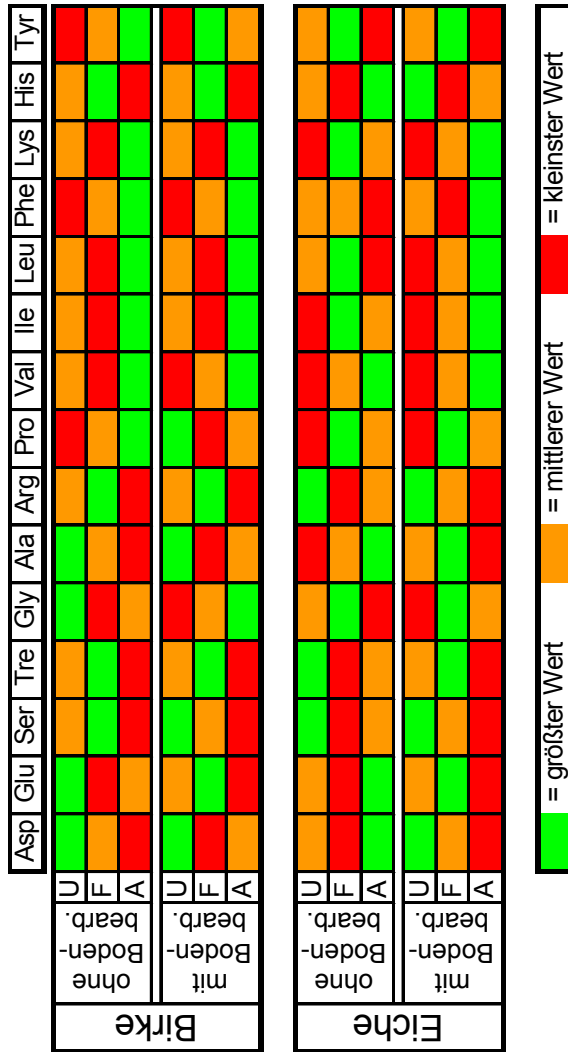 Asp Glu Ser Tre Gly Ala Arg Pro Val Ile Leu Phe Lys His Tyr
Birke
ohne
Boden-
bearb.
U
F
A
mit
Boden-
bearb.
U
F
A
Eiche
ohne
Boden-
bearb.
U
F
A
mit
Boden-
bearb.
U
F
A
= größter Wert = mittlerer Wert = kleinster Wert